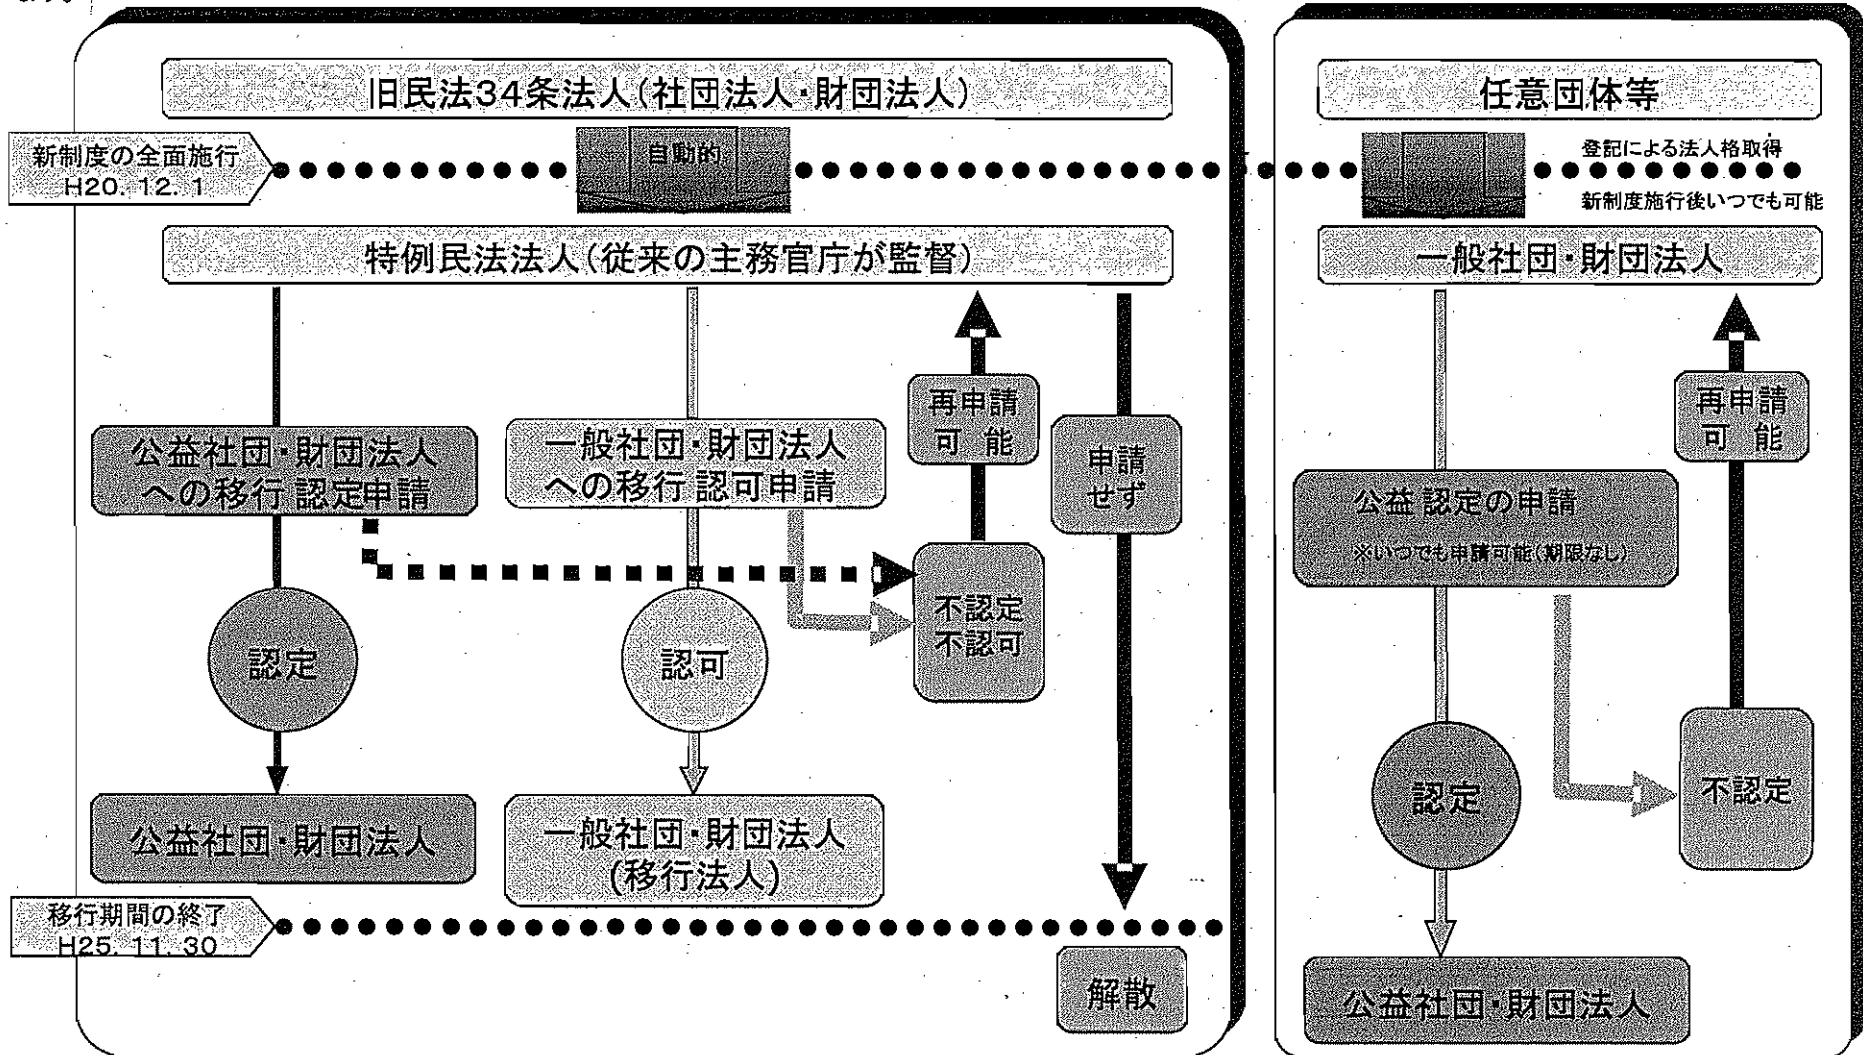 旧民法34条法人(社団法人・財団法人)
新制度の全面施行
H20. 12. 1
自動的
特例民法法人(従来の主務官庁が監督)
公益社団・財団法人
への移行 認定申請
一般社団・財団法人
への移行 認可申請
再申請
可 能
申請
せず
不認定
不認可
認定
認可
公益社団・財団法人
一般社団・財団法人
(移行法人)
移行期間の終了
H25. 11. 30
解散
任意団体等
登記による法人格取得
新制度施行後いつでも可能
一般社団・財団法人
再申請
可 能
公益 認定の申請
※いつでも申請可能(期限なし)
認定
不認定
公益社団・財団法人